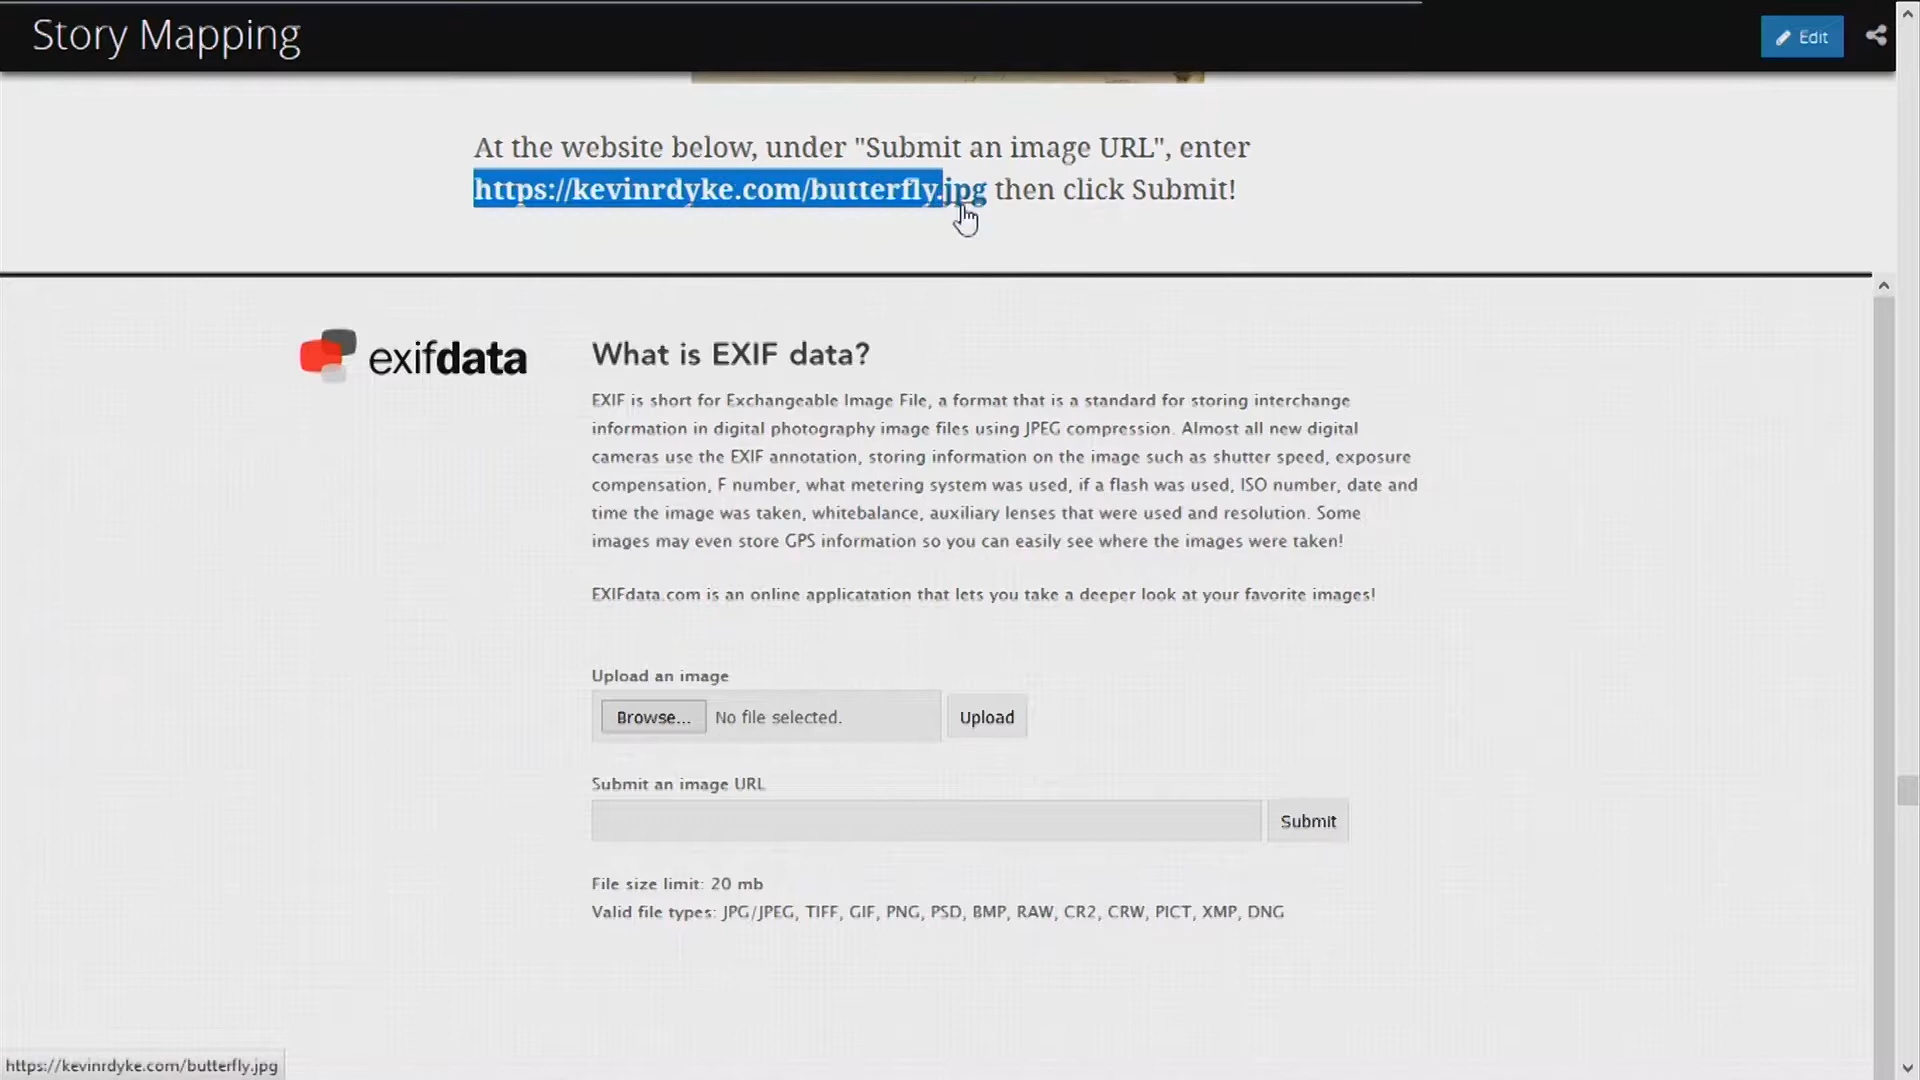 Story Mapping
Edit
At the website below, under "Submit an image URL", enter
https://kevinrdyke.com/butterfly.jpg then click Submit!
exifdata
What is EXIF data?
EXIF is short for Exchangeable Image File, a format that is a standard for storing interchange
information in digital photography image files using JPEG compression. Almost all new digital
cameras use the EXIF annotation, storing information on the image such as shutter speed, exposure
compensation, F number, what metering system was used, if a flash was used, ISO number, date and
time the image was taken, whitebalance, auxiliary lenses that were used and resolution. Some
images may even store GPS information so you can easily see where the images were taken!
EXIFdata.com is an online applicatation that lets you take a deeper look at your favorite images!
Upload an image
Browse... No file selected. Upload
Submit an image URL
Submit
File size limit: 20 mb
Valid file types: JPG/JPEG, TIFF, GIF, PNG, PSD, BMP, RAW, CR2, CRW, PICT, XMP, DNG
https://kevinrdyke.com/butterfly.jpg